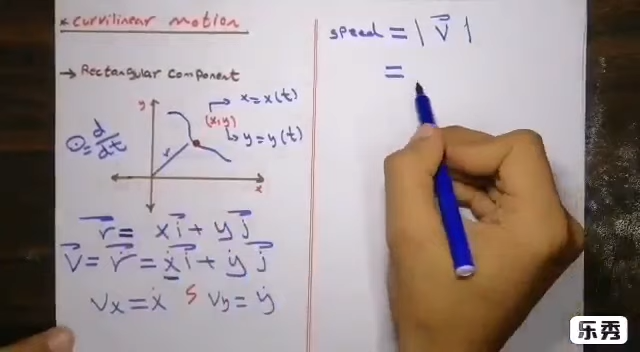 * curvilinear motion
→ Rectangular component
y
x = x(t)
(x,y)
y = y(t)
ʘ = d/dt
r
x
r⃗ = x i⃗ + y j⃗
v⃗ = r⃗˙ = ẋ i⃗ + ẏ j⃗
Vx = ẋ , Vy = ẏ
speed = | v⃗ |
=
乐秀